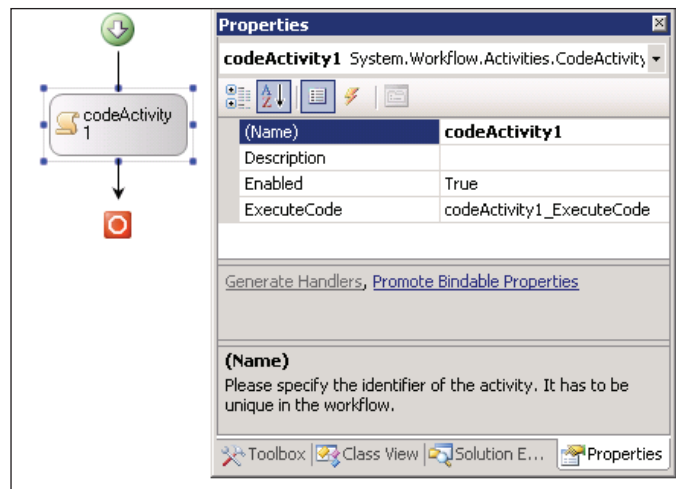 codeActivity
1
Properties
codeActivity1 System.Workflow.Activities.CodeActivity
(Name) codeActivity1
Description
Enabled True
ExecuteCode codeActivity1_ExecuteCode
Generate Handlers, Promote Bindable Properties
(Name)
Please specify the identifier of the activity. It has to be
unique in the workflow.
Toolbox Class View Solution E... Properties